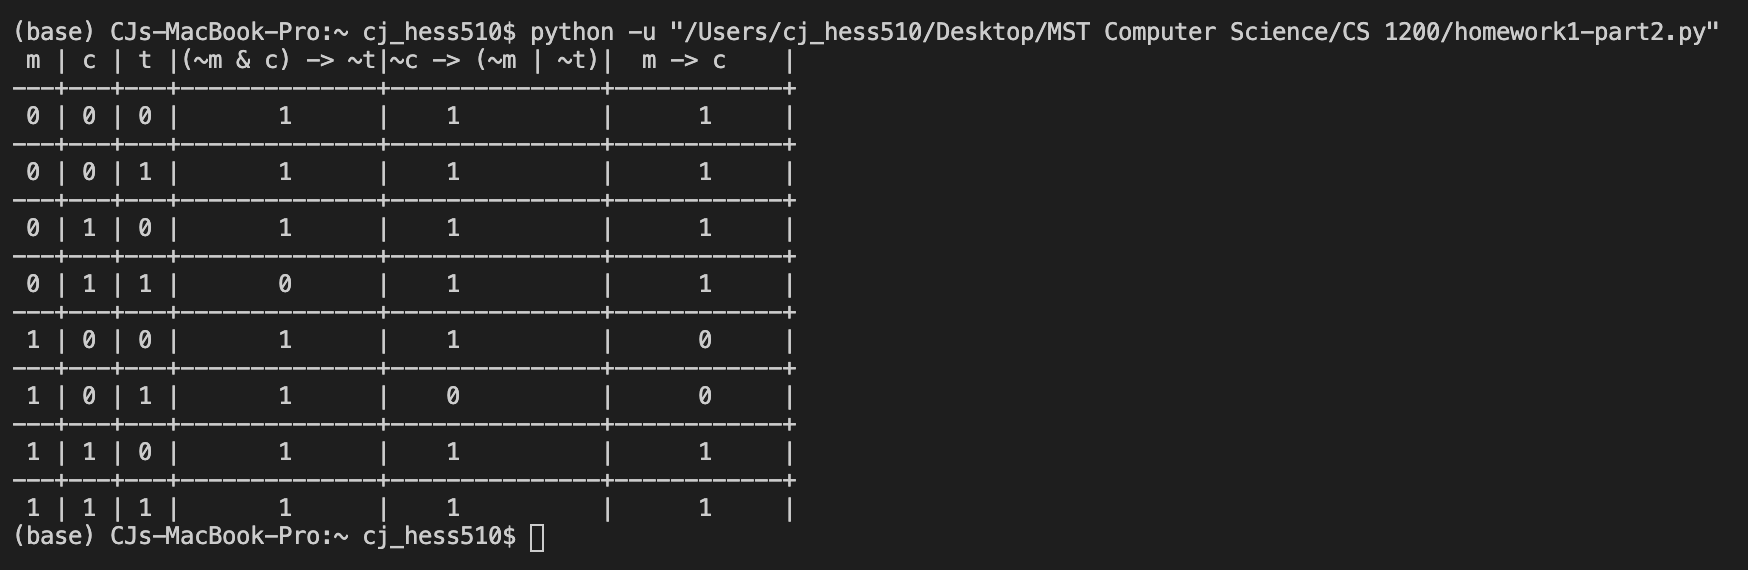 (base) CJs-MacBook-Pro:~ cj_hess510$ python -u "/Users/cj_hess510/Desktop/MST Computer Science/CS 1200/homework1-part2.py"
 m | c | t |(~m & c) -> ~t|~c -> (~m | ~t)|  m -> c    |
---+---+---+--------------+---------------+------------+
 0 | 0 | 0 |       1      |    1          |      1     |
---+---+---+--------------+---------------+------------+
 0 | 0 | 1 |       1      |    1          |      1     |
---+---+---+--------------+---------------+------------+
 0 | 1 | 0 |       1      |    1          |      1     |
---+---+---+--------------+---------------+------------+
 0 | 1 | 1 |       0      |    1          |      1     |
---+---+---+--------------+---------------+------------+
 1 | 0 | 0 |       1      |    1          |      0     |
---+---+---+--------------+---------------+------------+
 1 | 0 | 1 |       1      |    0          |      0     |
---+---+---+--------------+---------------+------------+
 1 | 1 | 0 |       1      |    1          |      1     |
---+---+---+--------------+---------------+------------+
 1 | 1 | 1 |       1      |    1          |      1     |
(base) CJs-MacBook-Pro:~ cj_hess510$